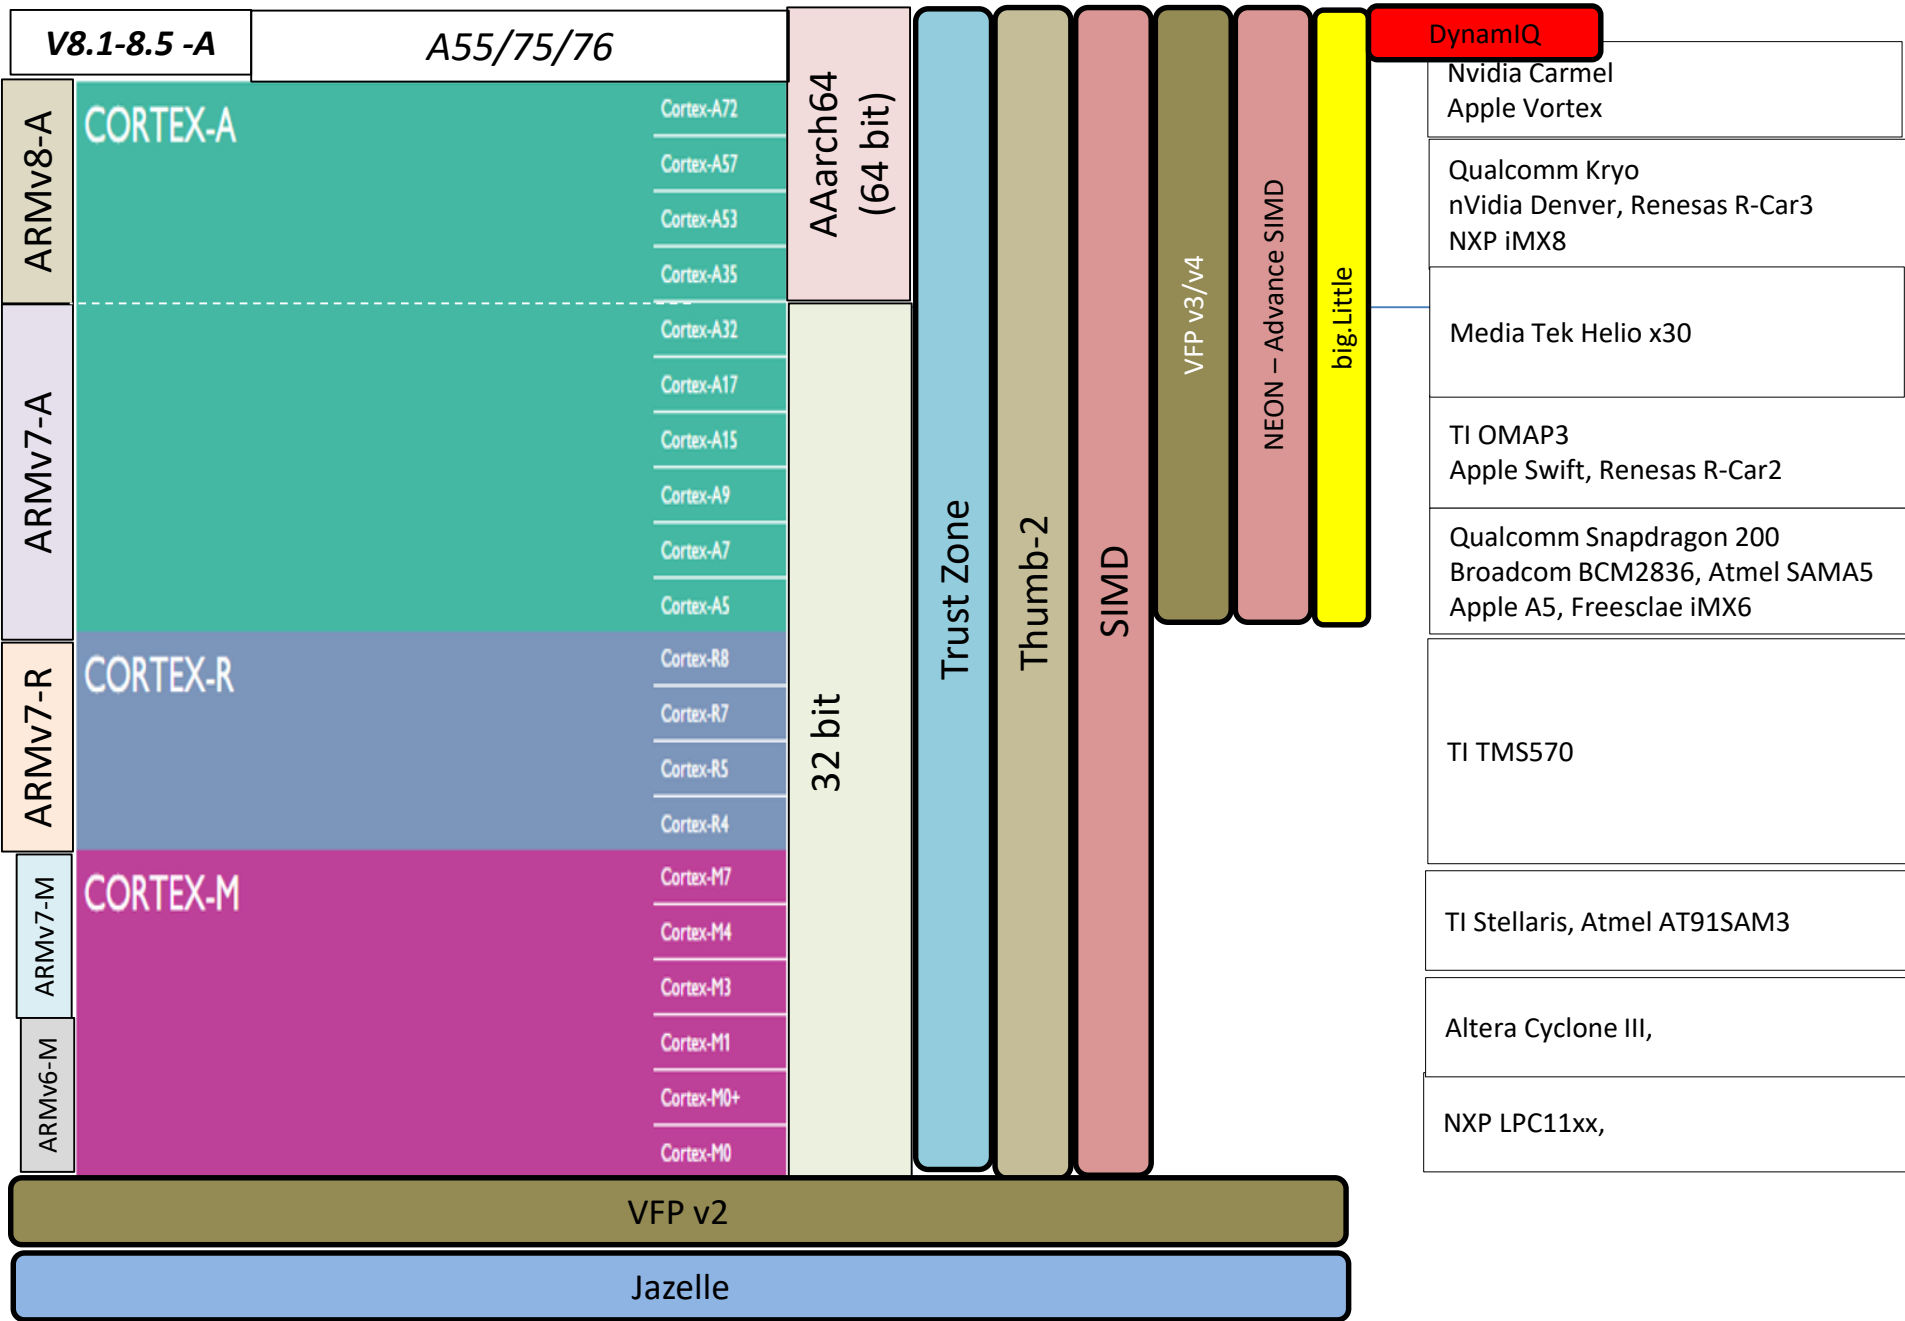 V8.1-8.5 -A
A55/75/76
AAarch64
(64 bit)
DynamIQ
Nvidia Carmel
Apple Vortex
ARMv8-A
CORTEX-A
Cortex-A72
Cortex-A57
Cortex-A53
Cortex-A35
Qualcomm Kryo
nVidia Denver, Renesas R-Car3
NXP iMX8
ARMv7-A
Cortex-A32
Cortex-A17
Cortex-A15
Cortex-A9
Cortex-A7
Cortex-A5
Trust Zone
Thumb-2
SIMD
VFP v3/v4
NEON – Advance SIMD
big.Little
Media Tek Helio x30
TI OMAP3
Apple Swift, Renesas R-Car2
Qualcomm Snapdragon 200
Broadcom BCM2836, Atmel SAMA5
Apple A5, Freesclae iMX6
ARMv7-R
CORTEX-R
Cortex-R8
Cortex-R7
Cortex-R5
Cortex-R4
32 bit
TI TMS570
ARMv7-M
CORTEX-M
Cortex-M7
Cortex-M4
Cortex-M3
TI Stellaris, Atmel AT91SAM3
ARMv6-M
Cortex-M1
Cortex-M0+
Cortex-M0
Altera Cyclone III,
NXP LPC11xx,
VFP v2
Jazelle